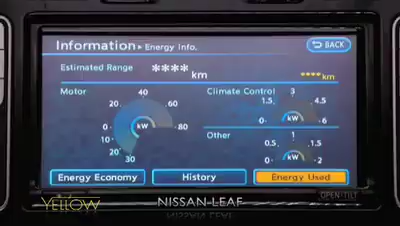 Information ▸ Energy Info.
BACK
Estimated Range **** km
**** km
Motor
40
20 60
0 kW 80
10
20
30
Climate Control
3
1.5 4.5
0 kW 6
Other
1
0.5 1.5
0 kW 2
Energy Economy History Energy Used
YELLOW
NISSAN-LEAF
OPEN•TILT